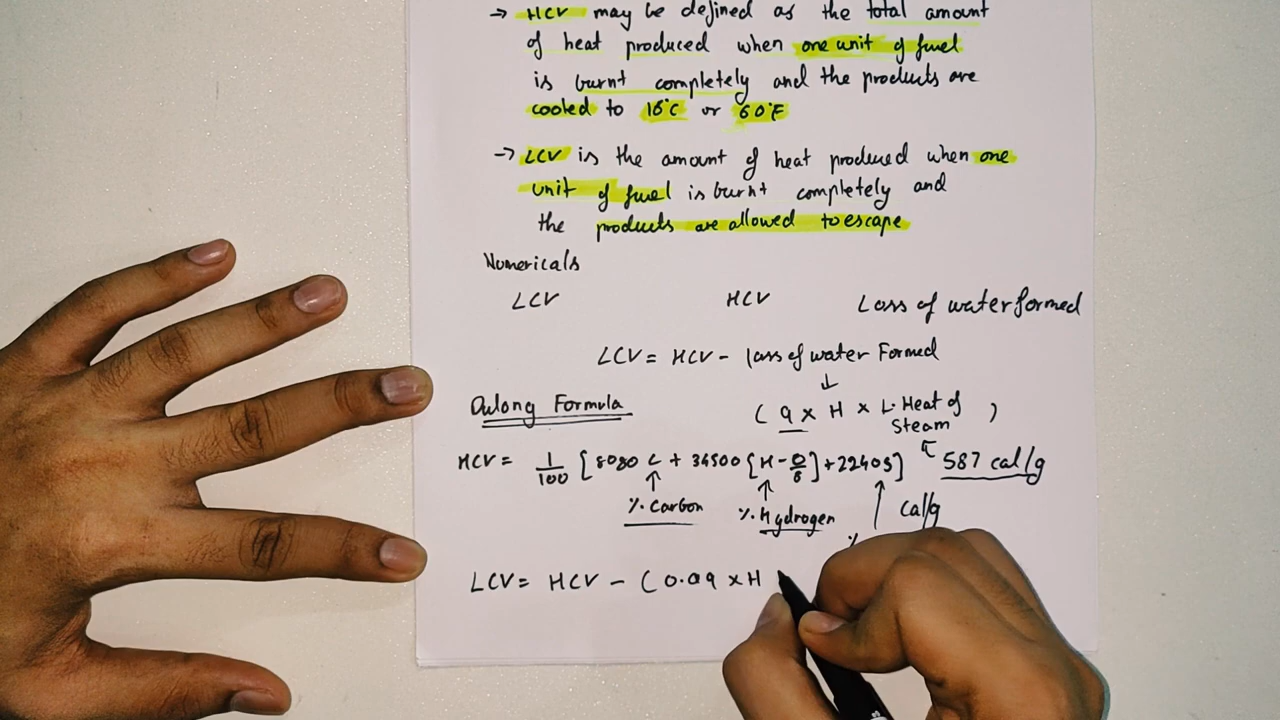 → HCV may be defined as the total amount
of heat produced when one unit of fuel
is burnt completely and the products are
cooled to 16°C or 60°F
→ LCV is the amount of heat produced when one
unit of fuel is burnt completely and
the products are allowed to escape
Numericals
LCV HCV Loss of water formed
LCV = HCV - loss of water Formed
↓
Dulong Formula
( 9 × H × L. Heat of Steam )
HCV = 1/100 [8080 C + 34500 [H - O/8] + 2240S] 587 cal/g
% Carbon % Hydrogen cal/g
%
LCV = HCV - (0.09 × H